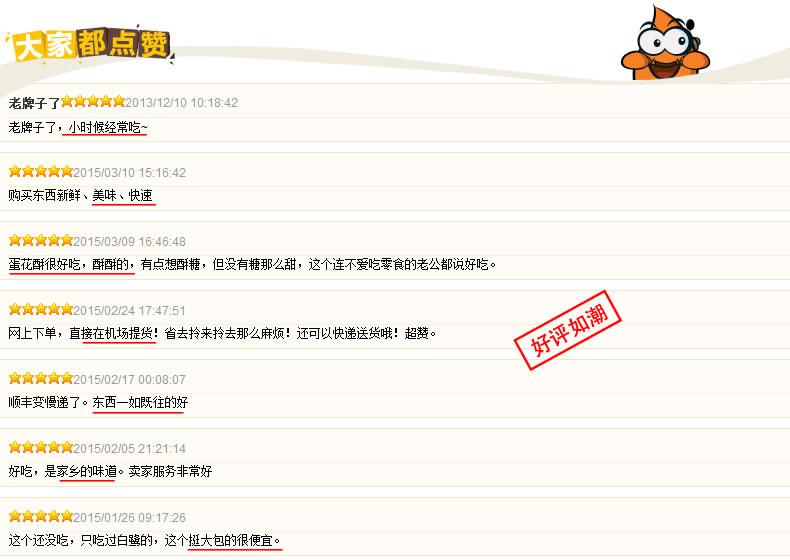 大家都点赞
老牌子了2013/12/10 10:18:42
老牌子了，小时候经常吃~
2015/03/10 15:16:42
购买东西新鲜、美味、快速
2015/03/09 16:46:48
蛋花酥很好吃，酥酥的，有点想酥糖，但没有糖那么甜，这个连不爱吃零食的老公都说好吃。
2015/02/24 17:47:51
网上下单，直接在机场提货！省去拎来拎去那么麻烦！还可以快递送货哦！超赞。
好评如潮
2015/02/17 00:08:07
顺丰变慢递了。东西一如既往的好
2015/02/05 21:21:14
好吃，是家乡的味道。卖家服务非常好
2015/01/26 09:17:26
这个还没吃，只吃过白鹭的，这个挺大包的很便宜。